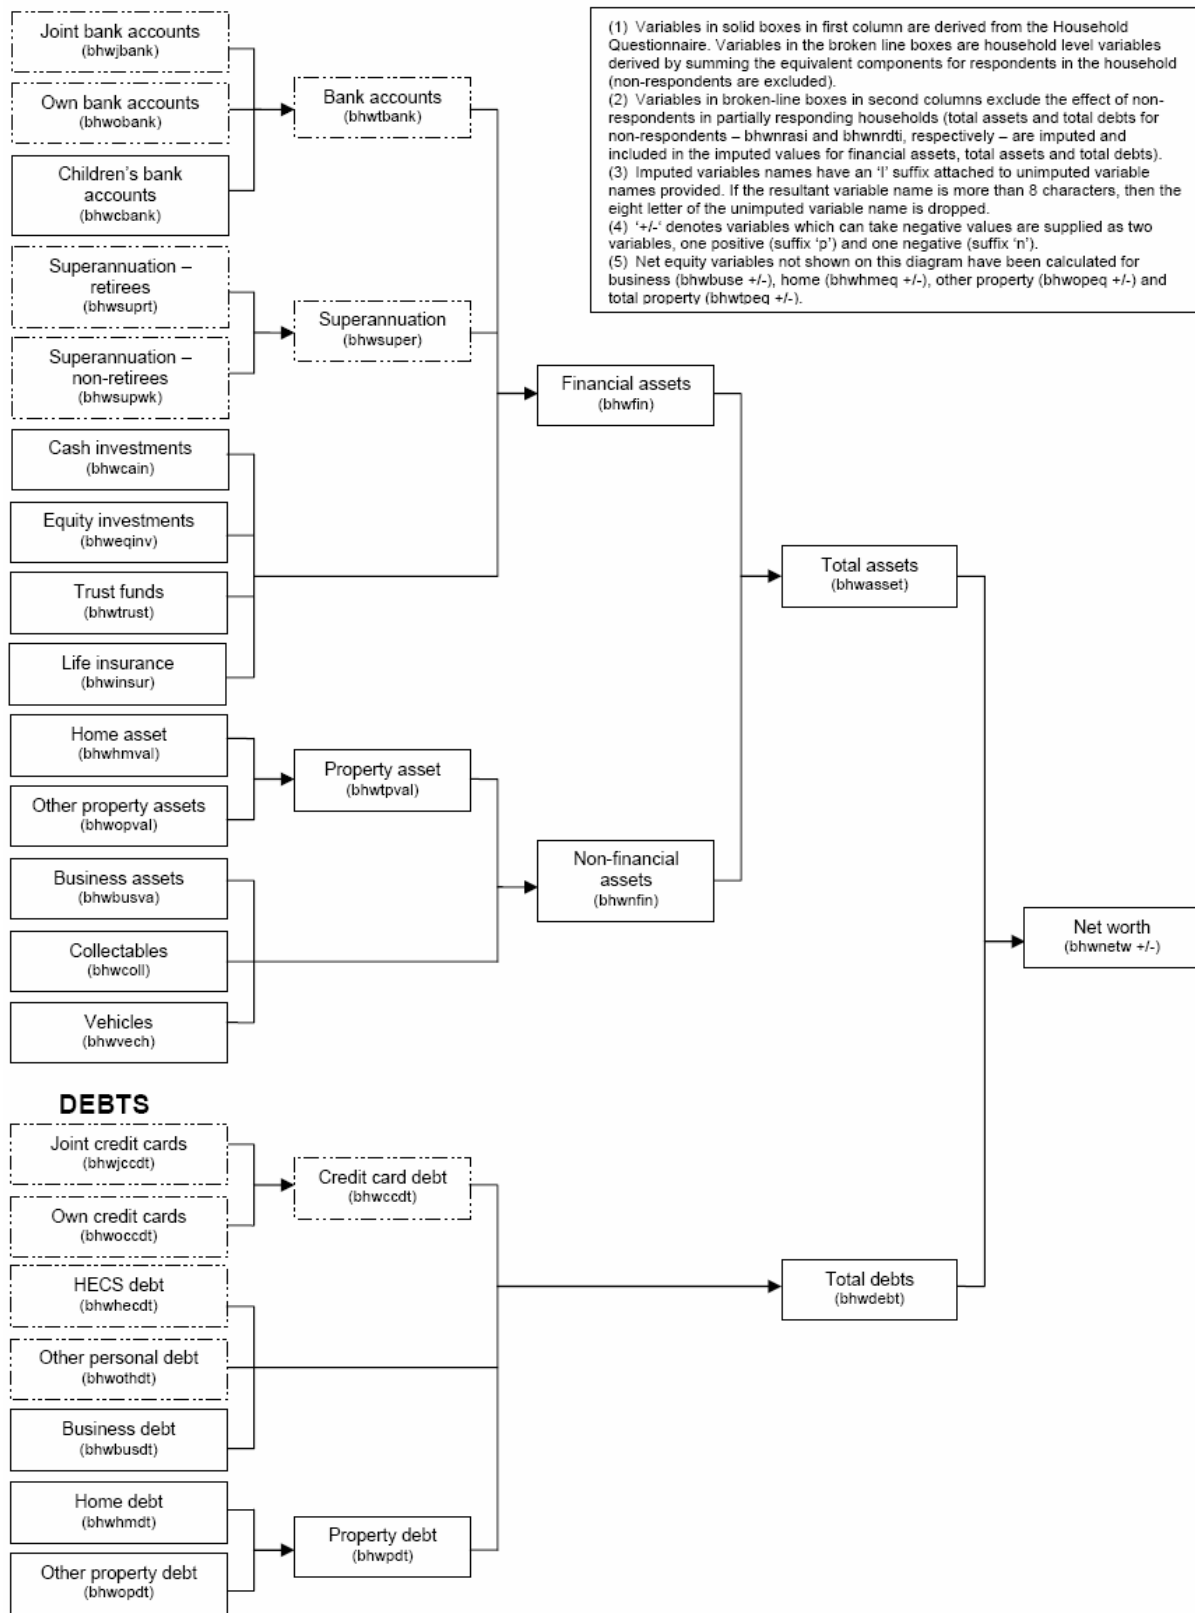 Joint bank accounts
(bhwjbank)
Own bank accounts
(bhwobank)
Children's bank
accounts
(bhwcbank)
Superannuation –
retirees
(bhwsuprt)
Superannuation –
non-retirees
(bhwsupwk)
Cash investments
(bhwcain)
Equity investments
(bhweqinv)
Trust funds
(bhwtrust)
Life insurance
(bhwinsur)
Home asset
(bhwhmval)
Other property assets
(bhwopval)
Business assets
(bhwbusva)
Collectables
(bhwcoll)
Vehicles
(bhwvech)
Bank accounts
(bhwtbank)
Superannuation
(bhwsuper)
Property asset
(bhwtpval)
Financial assets
(bhwfin)
Non-financial
assets
(bhwnfin)
Total assets
(bhwasset)
Net worth
(bhwnetw +/-)
(1) Variables in solid boxes in first column are derived from the Household
Questionnaire. Variables in the broken line boxes are household level variables
derived by summing the equivalent components for respondents in the household
(non-respondents are excluded).
(2) Variables in broken-line boxes in second columns exclude the effect of non-
respondents in partially responding households (total assets and total debts for
non-respondents – bhwnrasi and bhwnrdti, respectively – are imputed and
included in the imputed values for financial assets, total assets and total debts).
(3) Imputed variables names have an 'I' suffix attached to unimputed variable
names provided. If the resultant variable name is more than 8 characters, then the
eight letter of the unimputed variable name is dropped.
(4) '+/-' denotes variables which can take negative values are supplied as two
variables, one positive (suffix 'p') and one negative (suffix 'n').
(5) Net equity variables not shown on this diagram have been calculated for
business (bhwbuse +/-), home (bhwhmeq +/-), other property (bhwopeq +/-) and
total property (bhwtpeq +/-).
DEBTS
Joint credit cards
(bhwjccdt)
Own credit cards
(bhwoccdt)
HECS debt
(bhwhecdt)
Other personal debt
(bhwothdt)
Business debt
(bhwbusdt)
Home debt
(bhwhmdt)
Other property debt
(bhwopdt)
Credit card debt
(bhwccdt)
Property debt
(bhwpdt)
Total debts
(bhwdebt)